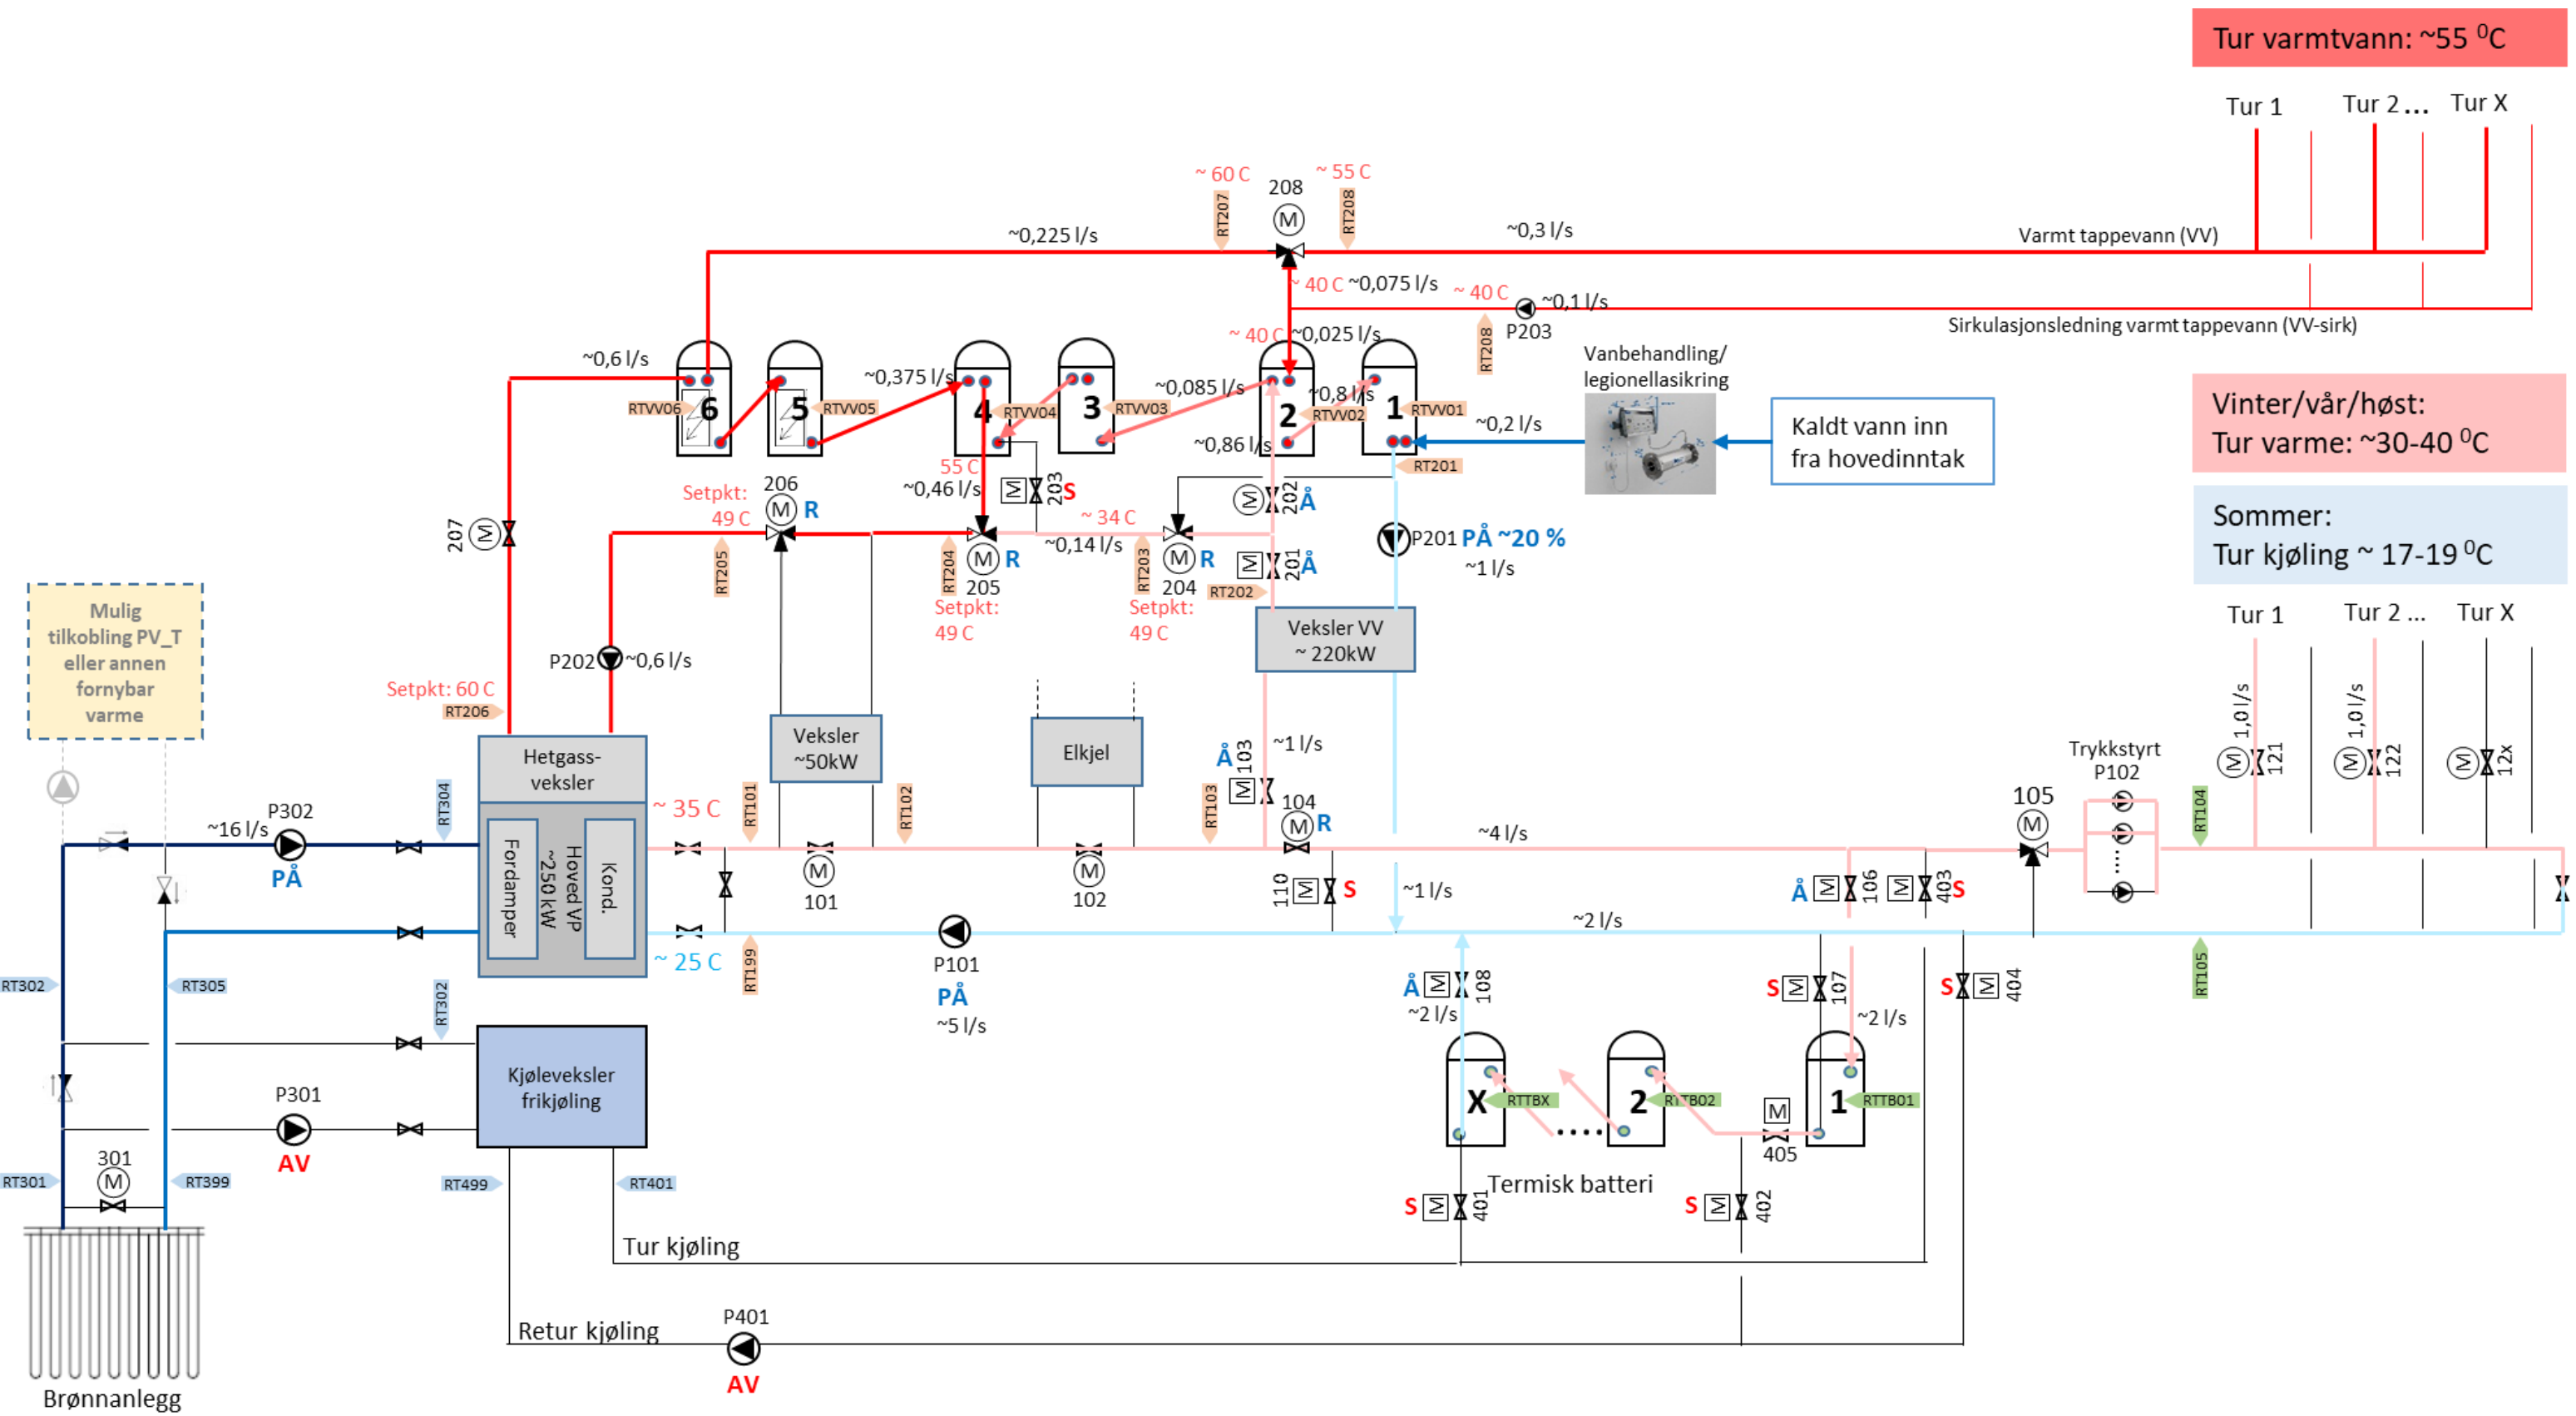 Tur varmtvann: ~55 ⁰C
Tur 1
Tur 2 ...
Tur X
~ 60 C
208
~ 55 C
RT207
M
RT208
~0,225 l/s
~0,3 l/s
Varmt tappevann (VV)
~ 40 C
~0,075 l/s
~ 40 C
~0,1 l/s
P203
RT208
Sirkulasjonsledning varmt tappevann (VV-sirk)
~ 40 C
~0,025 l/s
~0,6 l/s
~0,375 l/s
~0,085 l/s
~0,8 l/s
RTVV06
6
5
RTVV05
4
RTVV04
3
RTVV03
2
RTVV02
1
RTVV01
~0,86 l/s
~0,2 l/s
Vanbehandling/
legionellasikring
Kaldt vann inn
fra hovedinntak
RT201
Vinter/vår/høst:
Tur varme: ~30-40 ⁰C
Sommer:
Tur kjøling ~ 17-19 ⁰C
55 C
~0,46 l/s
M
203
S
Setpkt:
49 C
206
M
R
M
202
Å
207
M
~ 34 C
~0,14 l/s
RT205
RT204
M
R
205
Setpkt:
49 C
RT203
M
R
204
Setpkt:
49 C
M
201
Å
RT202
P201
PÅ ~20 %
~1 l/s
Veksler VV
~ 220kW
P202
~0,6 l/s
Setpkt: 60 C
RT206
Mulig
tilkobling PV_T
eller annen
fornybar
varme
Tur 1
Tur 2 ...
Tur X
1,0 l/s
M
121
1,0 l/s
M
122
M
12x
Hetgass-
veksler
Veksler
~50kW
Elkjel
Å
M
103
~1 l/s
Trykkstyrt
P102
P302
~16 l/s
PÅ
RT304
~ 35 C
RT101
RT102
RT103
104
M
R
~4 l/s
105
M
RT104
Fordamper
Hoved VP
~250 kW
Kond.
M
101
M
102
110
M
S
~1 l/s
Å
M
106
M
403
S
~2 l/s
~ 25 C
RT199
P101
PÅ
~5 l/s
RT105
RT302
RT305
RT302
Å
M
108
~2 l/s
S
M
107
~2 l/s
S
M
404
Kjøleveksler
frikjøling
P301
AV
X
RTTBX
2
RTTB02
M
405
1
RTTB01
RT301
301
M
RT399
RT499
RT401
Termisk batteri
S
M
401
S
M
402
Tur kjøling
Retur kjøling
P401
AV
Brønnanlegg